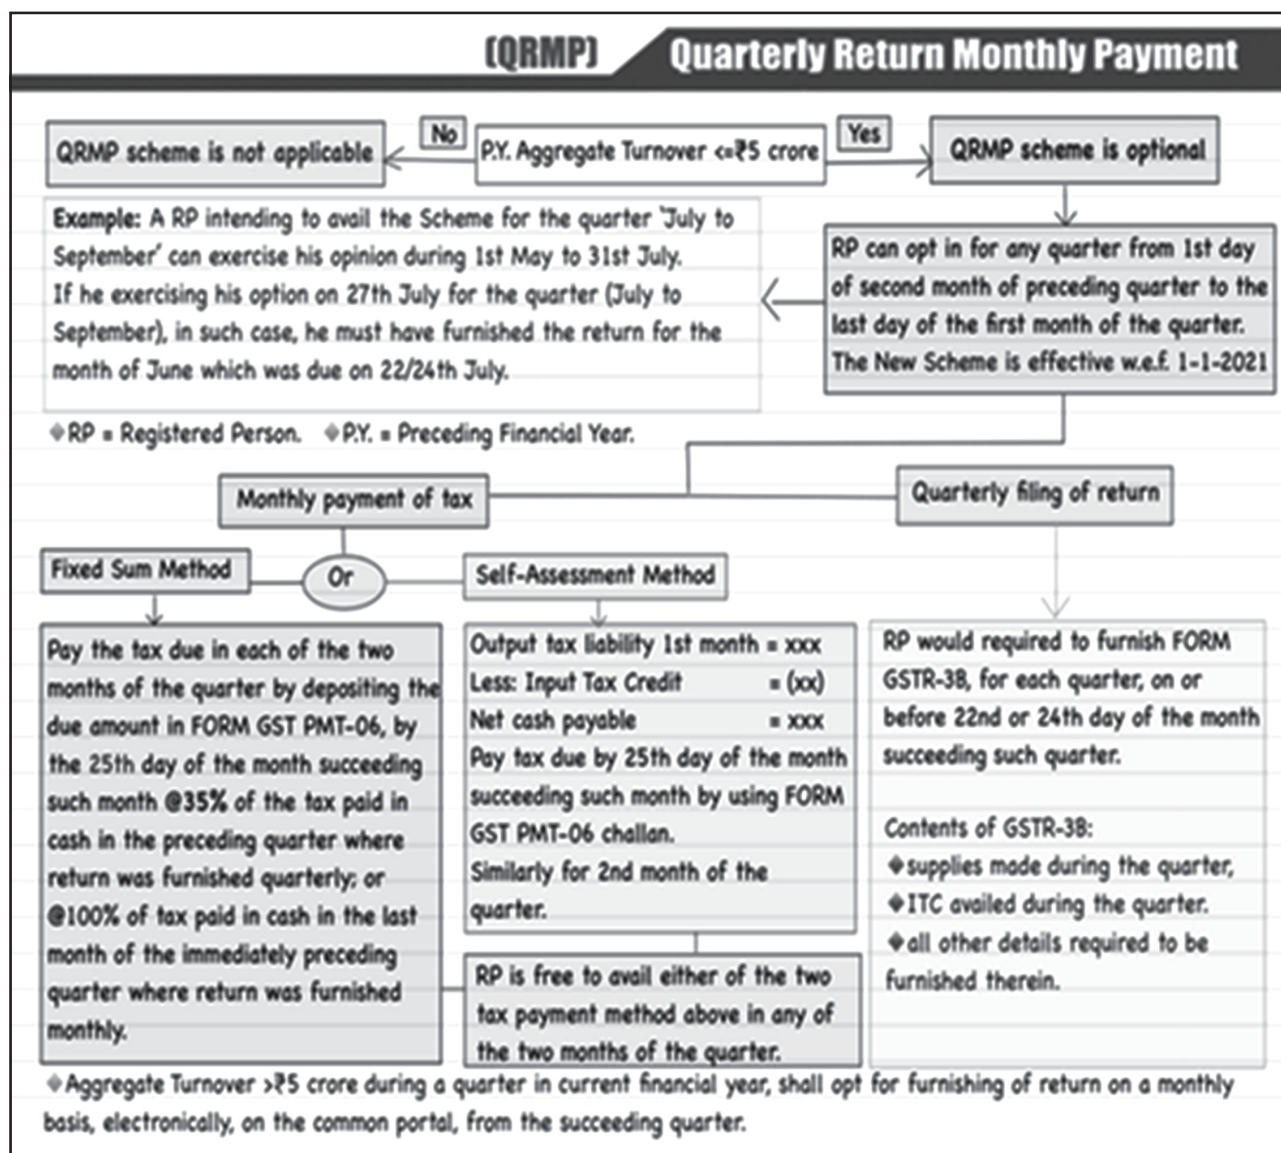 (QRMP) Quarterly Return Monthly Payment
QRMP scheme is not applicable
No
P.Y. Aggregate Turnover <=₹5 crore
Yes
QRMP scheme is optional
Example: A RP intending to avail the Scheme for the quarter 'July to
September' can exercise his opinion during 1st May to 31st July.
If he exercising his option on 27th July for the quarter (July to
September), in such case, he must have furnished the return for the
month of June which was due on 22/24th July.
RP can opt in for any quarter from 1st day
of second month of preceding quarter to the
last day of the first month of the quarter.
The New Scheme is effective w.e.f. 1-1-2021
◆RP = Registered Person. ◆P.Y. = Preceding Financial Year.
Monthly payment of tax
Quarterly filing of return
Fixed Sum Method
Or
Self-Assessment Method
Pay the tax due in each of the two
months of the quarter by depositing the
due amount in FORM GST PMT-06, by
the 25th day of the month succeeding
such month @35% of the tax paid in
cash in the preceding quarter where
return was furnished quarterly; or
@100% of tax paid in cash in the last
month of the immediately preceding
quarter where return was furnished
monthly.
Output tax liability 1st month = xxx
Less: Input Tax Credit = (xx)
Net cash payable = xxx
Pay tax due by 25th day of the month
succeeding such month by using FORM
GST PMT-06 challan.
Similarly for 2nd month of the
quarter.
RP is free to avail either of the two
tax payment method above in any of
the two months of the quarter.
RP would required to furnish FORM
GSTR-3B, for each quarter, on or
before 22nd or 24th day of the month
succeeding such quarter.
Contents of GSTR-3B:
◆supplies made during the quarter,
◆ITC availed during the quarter.
◆all other details required to be
furnished therein.
◆Aggregate Turnover >₹5 crore during a quarter in current financial year, shall opt for furnishing of return on a monthly
basis, electronically, on the common portal, from the succeeding quarter.